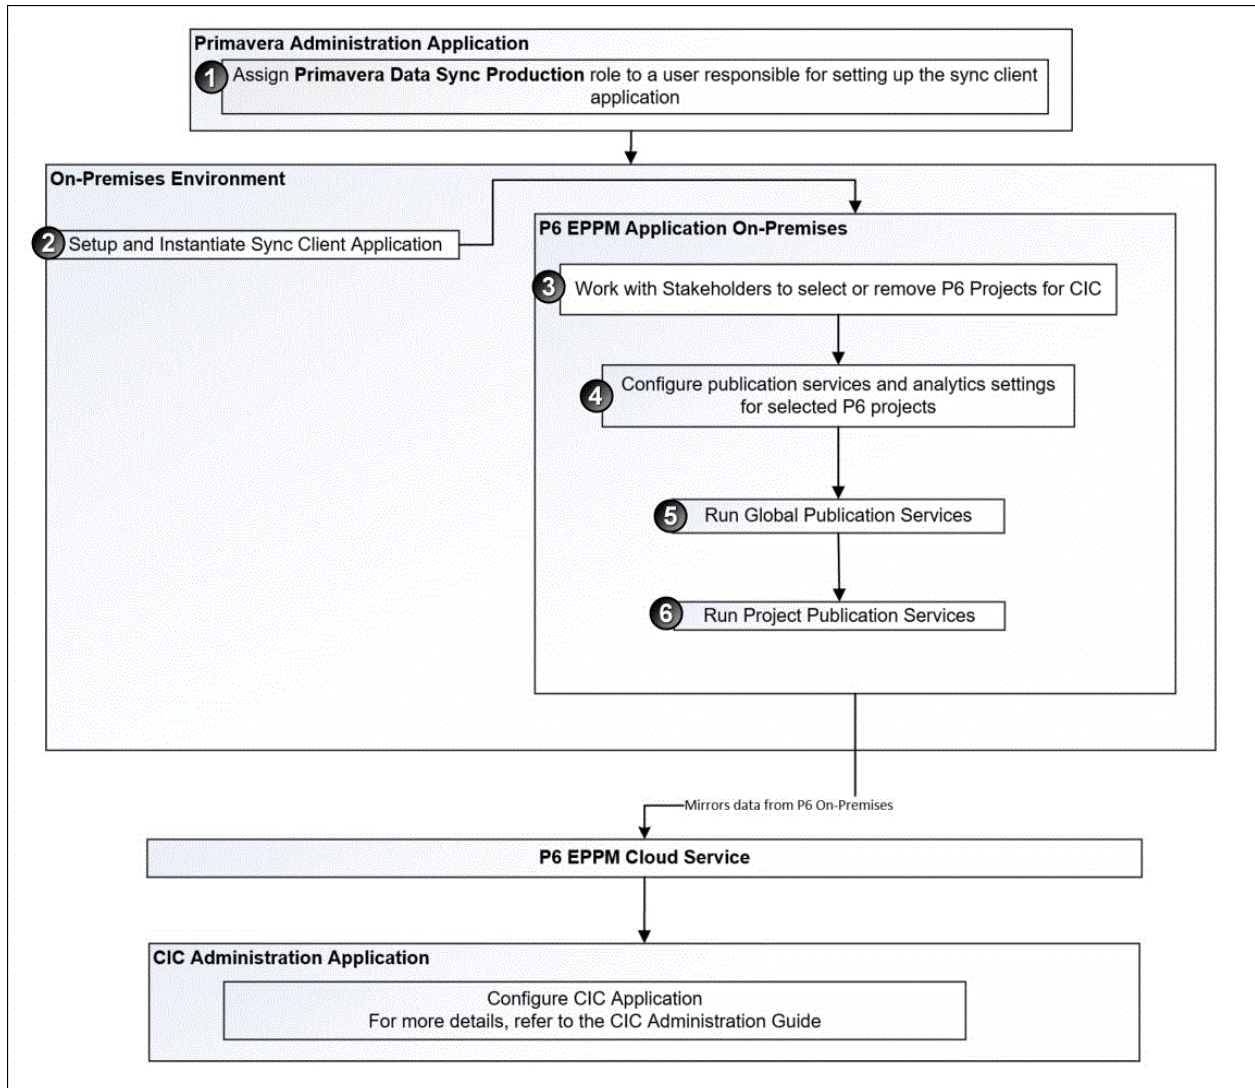 Primavera Administration Application
1 Assign Primavera Data Sync Production role to a user responsible for setting up the sync client
application
On-Premises Environment
2 Setup and Instantiate Sync Client Application
P6 EPPM Application On-Premises
3 Work with Stakeholders to select or remove P6 Projects for CIC
4 Configure publication services and analytics settings
for selected P6 projects
5 Run Global Publication Services
6 Run Project Publication Services
Mirrors data from P6 On-Premises
P6 EPPM Cloud Service
CIC Administration Application
Configure CIC Application
For more details, refer to the CIC Administration Guide